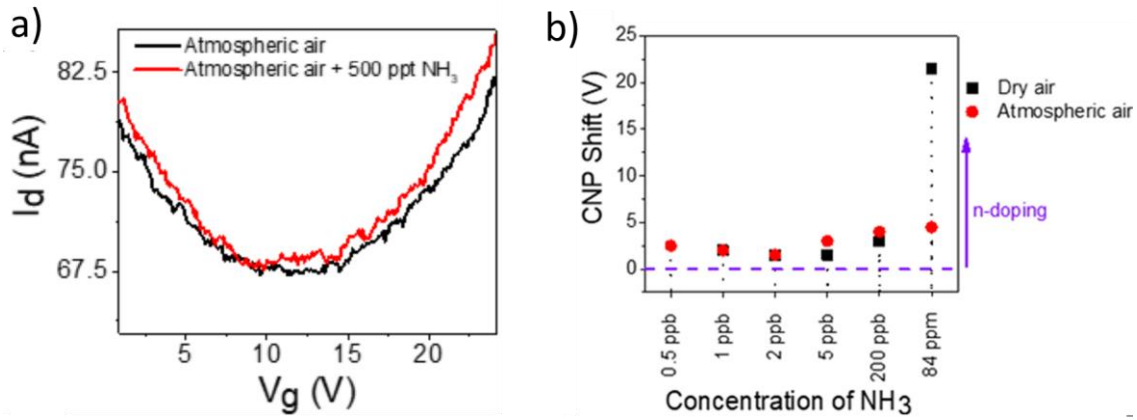 a)
Atmospheric air
Atmospheric air + 500 ppt NH3
82.5
75.0
67.5
Id (nA)
5 10 15 20
Vg (V)
b)
25
20
15
10
5
0
CNP Shift (V)
Dry air
Atmospheric air
n-doping
0.5 ppb
1 ppb
2 ppb
5 ppb
200 ppb
84 ppm
Concentration of NH3